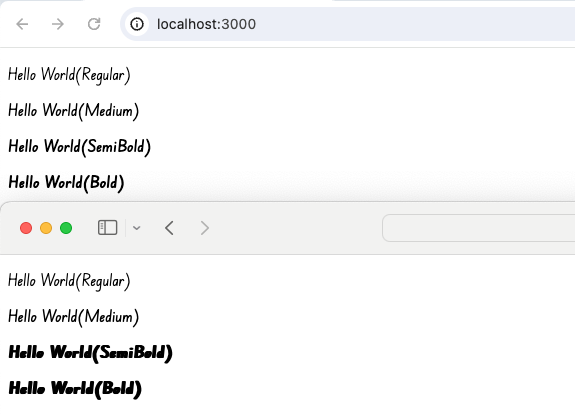 localhost:3000
Hello World(Regular)
Hello World(Medium)
Hello World(SemiBold)
Hello World(Bold)
Hello World(Regular)
Hello World(Medium)
Hello World(SemiBold)
Hello World(Bold)